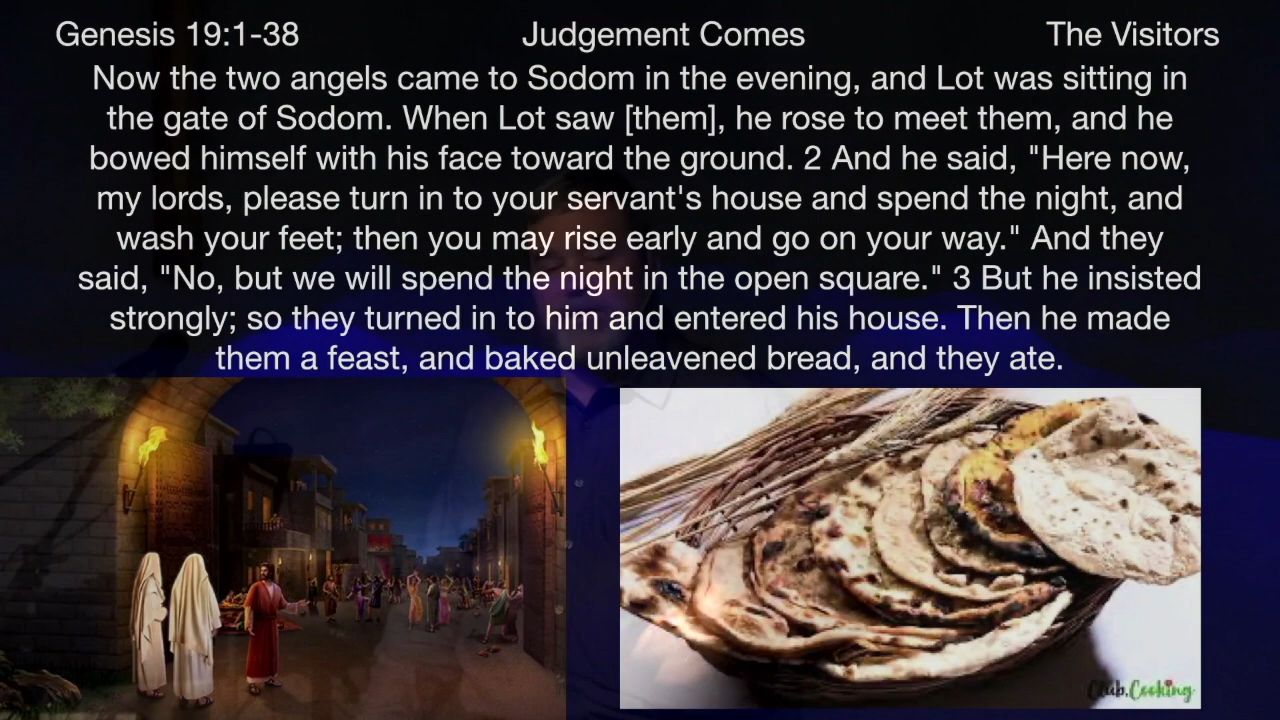 Genesis 19:1-38 Judgement Comes The Visitors
Now the two angels came to Sodom in the evening, and Lot was sitting in
the gate of Sodom. When Lot saw [them], he rose to meet them, and he
bowed himself with his face toward the ground. 2 And he said, "Here now,
my lords, please turn in to your servant's house and spend the night, and
wash your feet; then you may rise early and go on your way." And they
said, "No, but we will spend the night in the open square." 3 But he insisted
strongly; so they turned in to him and entered his house. Then he made
them a feast, and baked unleavened bread, and they ate.
Club.Cooking